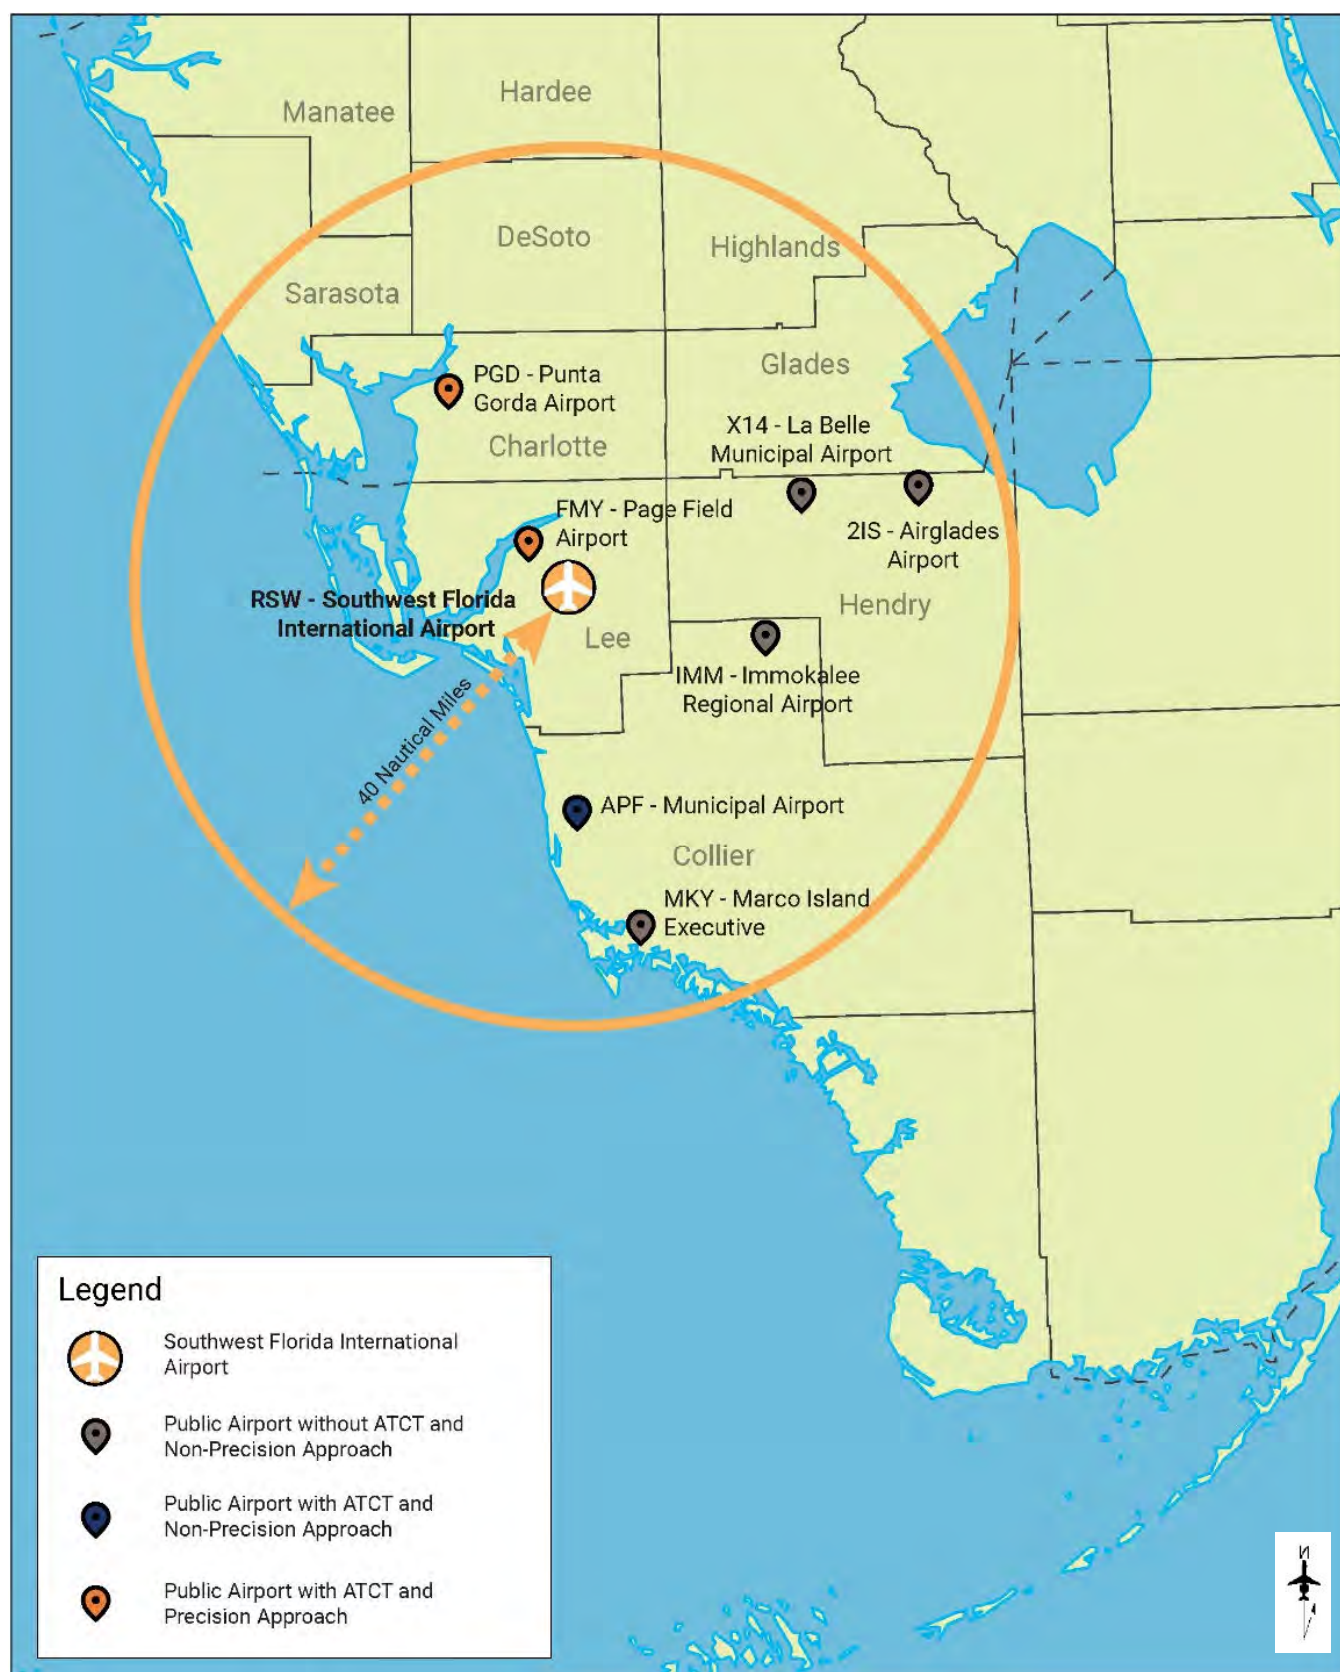 Manatee
Hardee
DeSoto
Highlands
Sarasota
Glades
PGD - Punta
Gorda Airport
Charlotte
X14 - La Belle
Municipal Airport
FMY - Page Field
Airport
2IS - Airglades
Airport
RSW - Southwest Florida
International Airport
Hendry
Lee
IMM - Immokalee
Regional Airport
40 Nautical Miles
APF - Municipal Airport
Collier
MKY - Marco Island
Executive
Legend
Southwest Florida International
Airport
Public Airport without ATCT and
Non-Precision Approach
Public Airport with ATCT and
Non-Precision Approach
Public Airport with ATCT and
Precision Approach
N